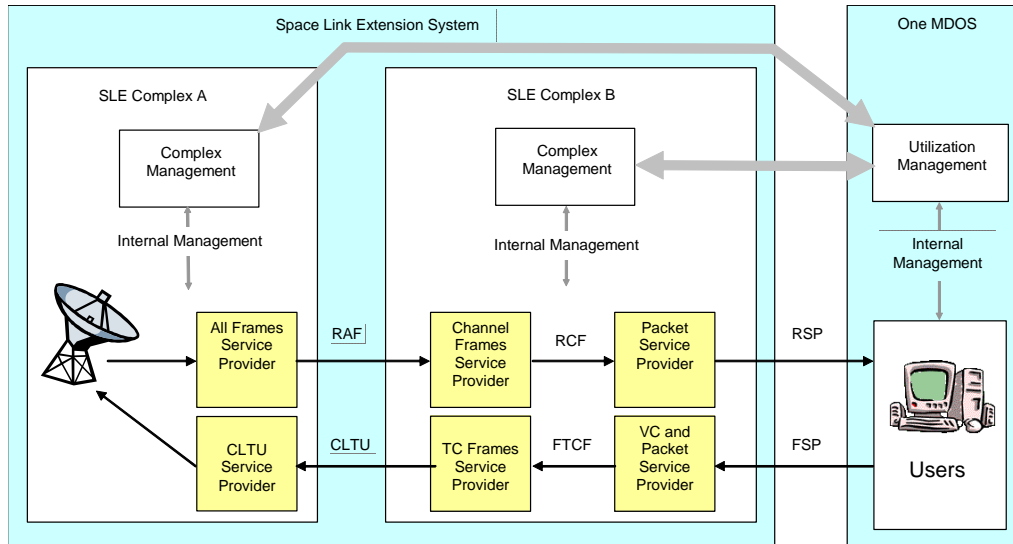 Space Link Extension System
One MDOS
SLE Complex A
SLE Complex B
Complex
Management
Complex
Management
Utilization
Management
Internal Management
Internal Management
Internal
Management
All Frames
Service
Provider
RAF
Channel
Frames
Service
Provider
RCF
Packet
Service
Provider
RSP
CLTU
Service
Provider
CLTU
TC Frames
Service
Provider
FTCF
VC and
Packet
Service
Provider
FSP
Users